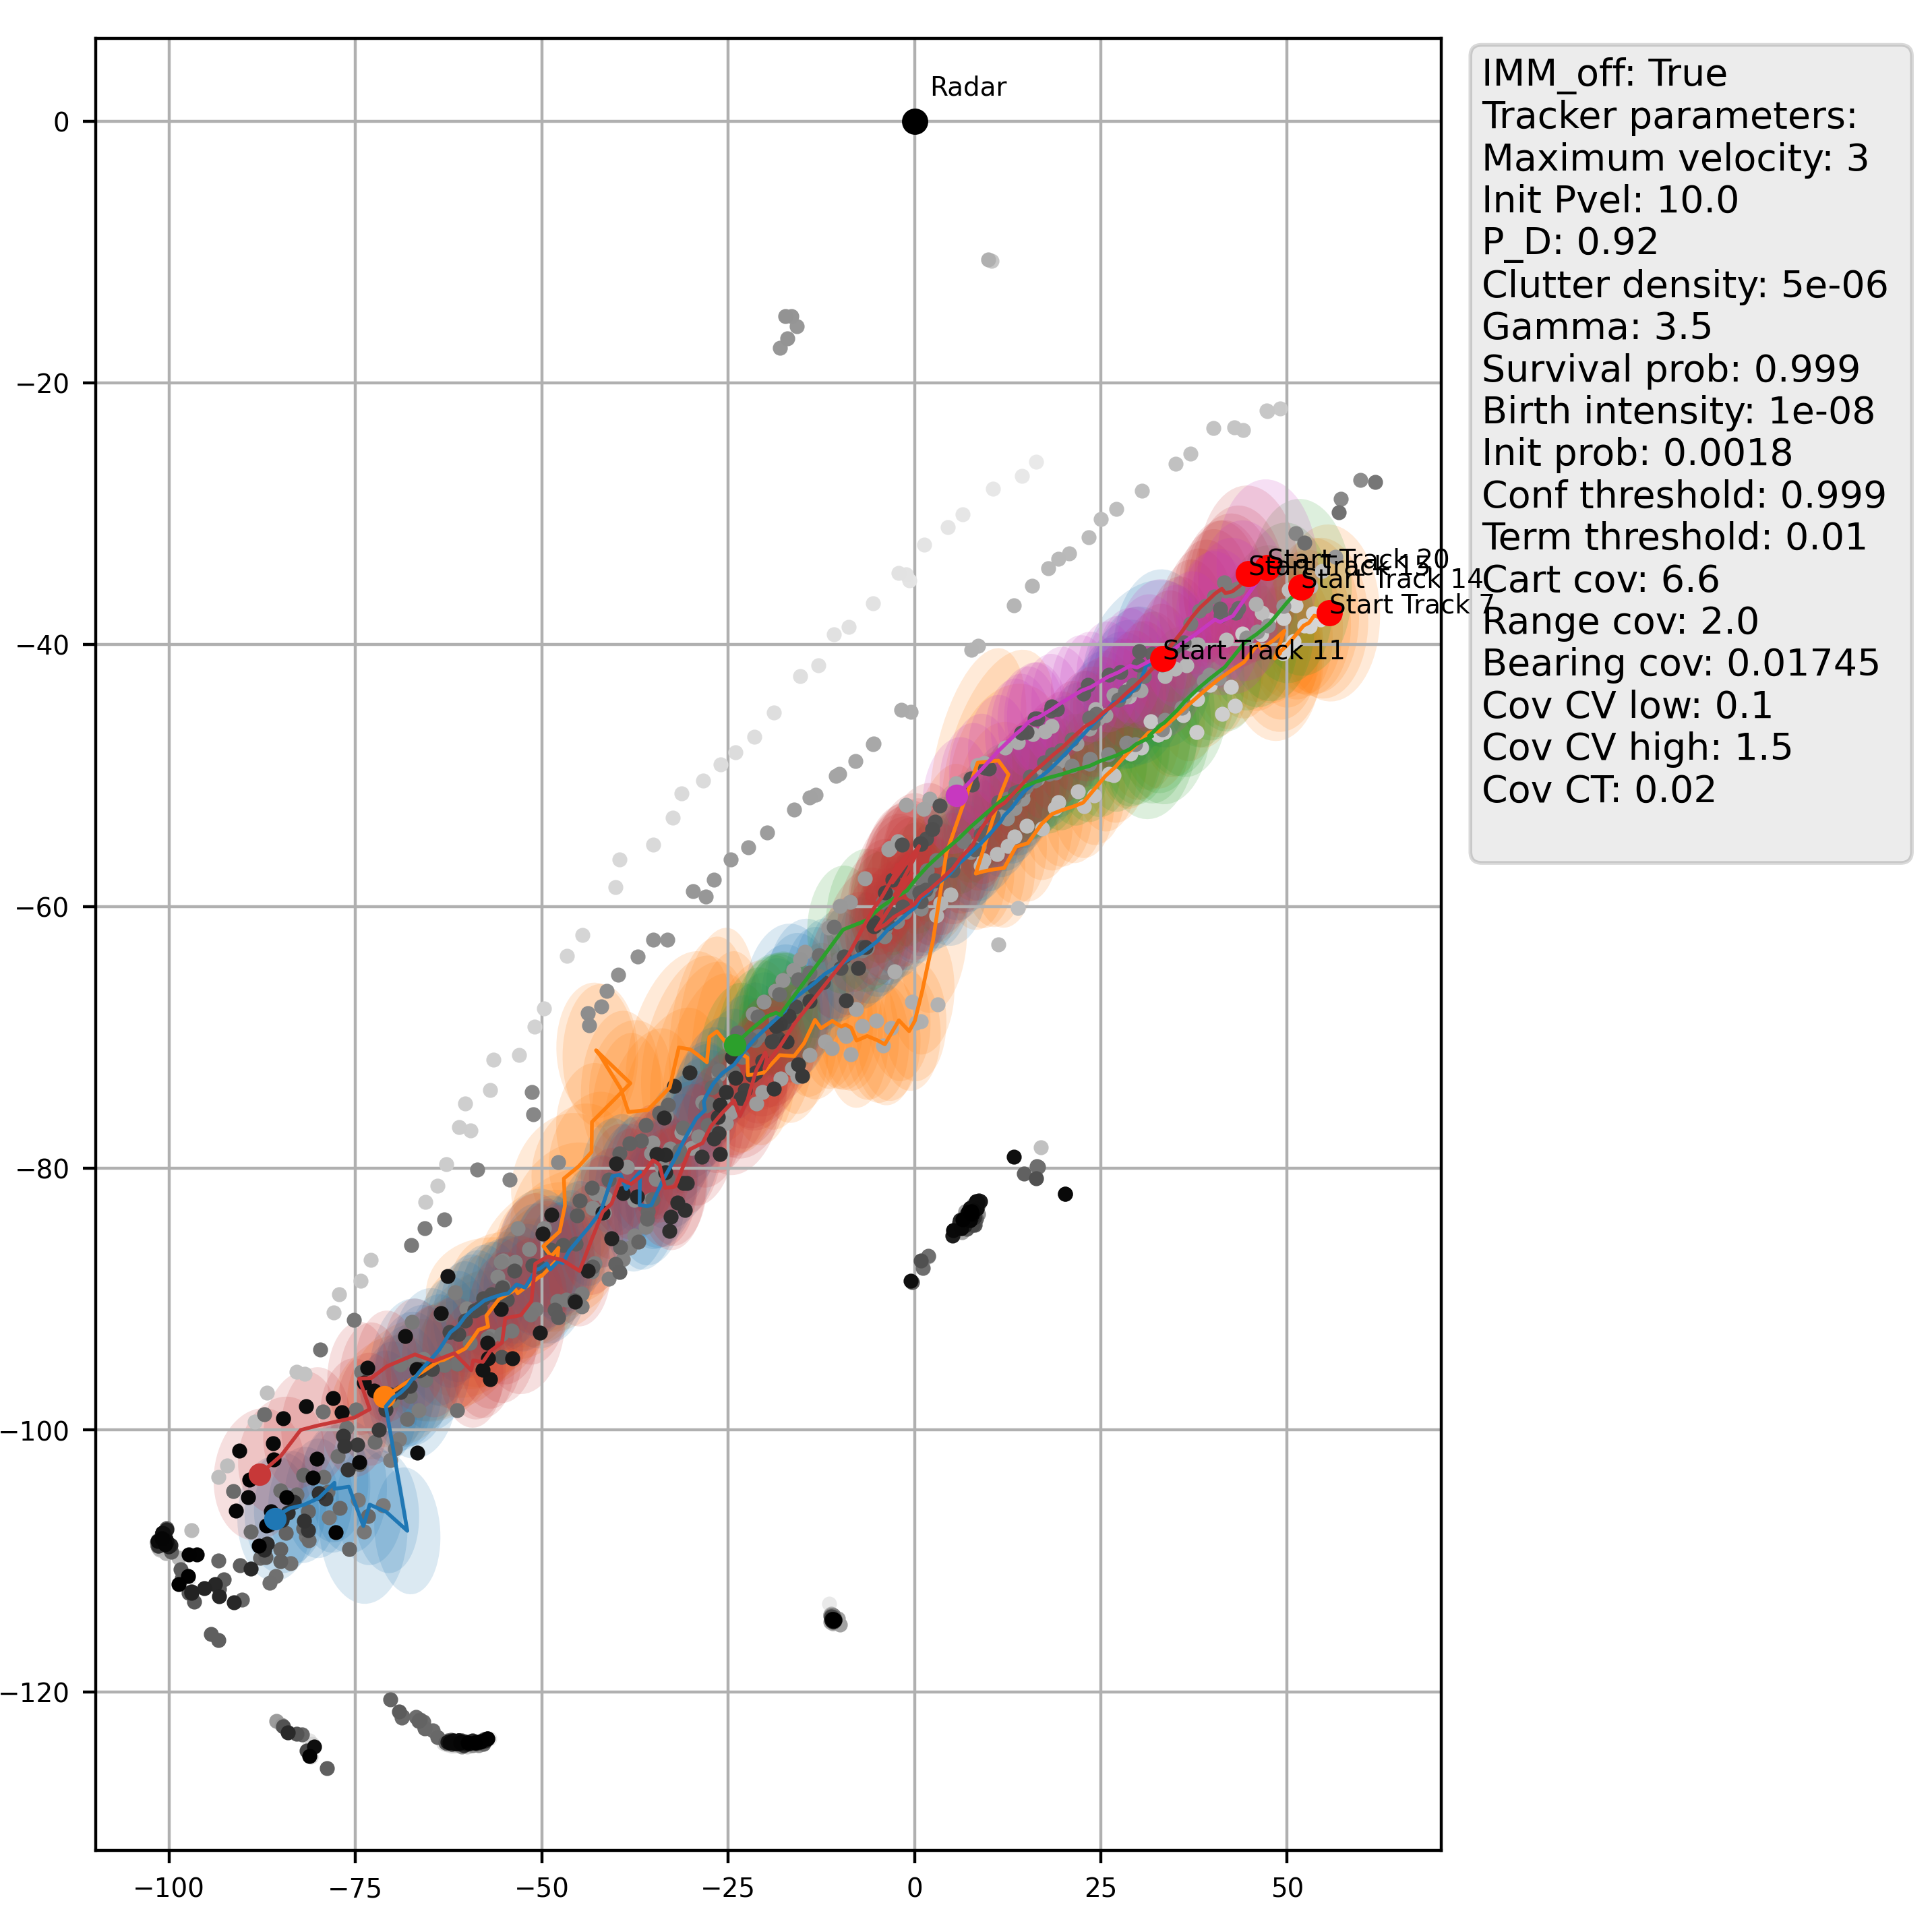 Radar
0
−20
−40
−60
−80
−100
−120
−100
−75
−50
−25
0
25
50
Start Track 20
Start Track 15
Start Track 14
Start Track 7
Start Track 11
IMM_off: True
Tracker parameters:
Maximum velocity: 3
Init Pvel: 10.0
P_D: 0.92
Clutter density: 5e-06
Gamma: 3.5
Survival prob: 0.999
Birth intensity: 1e-08
Init prob: 0.0018
Conf threshold: 0.999
Term threshold: 0.01
Cart cov: 6.6
Range cov: 2.0
Bearing cov: 0.01745
Cov CV low: 0.1
Cov CV high: 1.5
Cov CT: 0.02